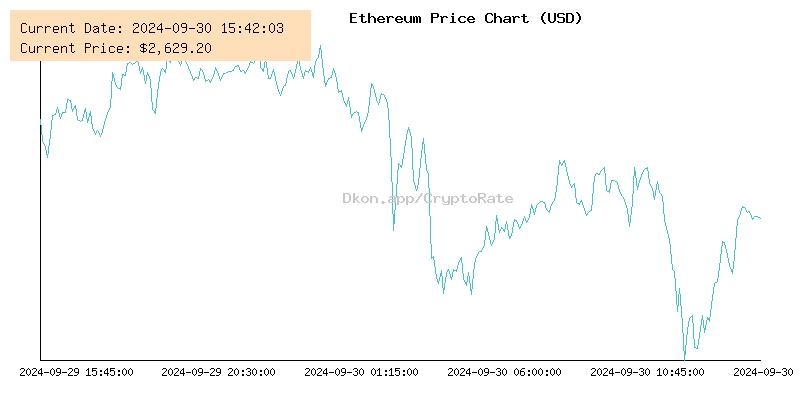 Ethereum Price Chart (USD)
Current Date: 2024-09-30 15:42:03
Current Price: $2,629.20
Dkon.app/CryptoRate
2024-09-29 15:45:00
2024-09-29 20:30:00
2024-09-30 01:15:00
2024-09-30 06:00:00
2024-09-30 10:45:00
2024-09-30